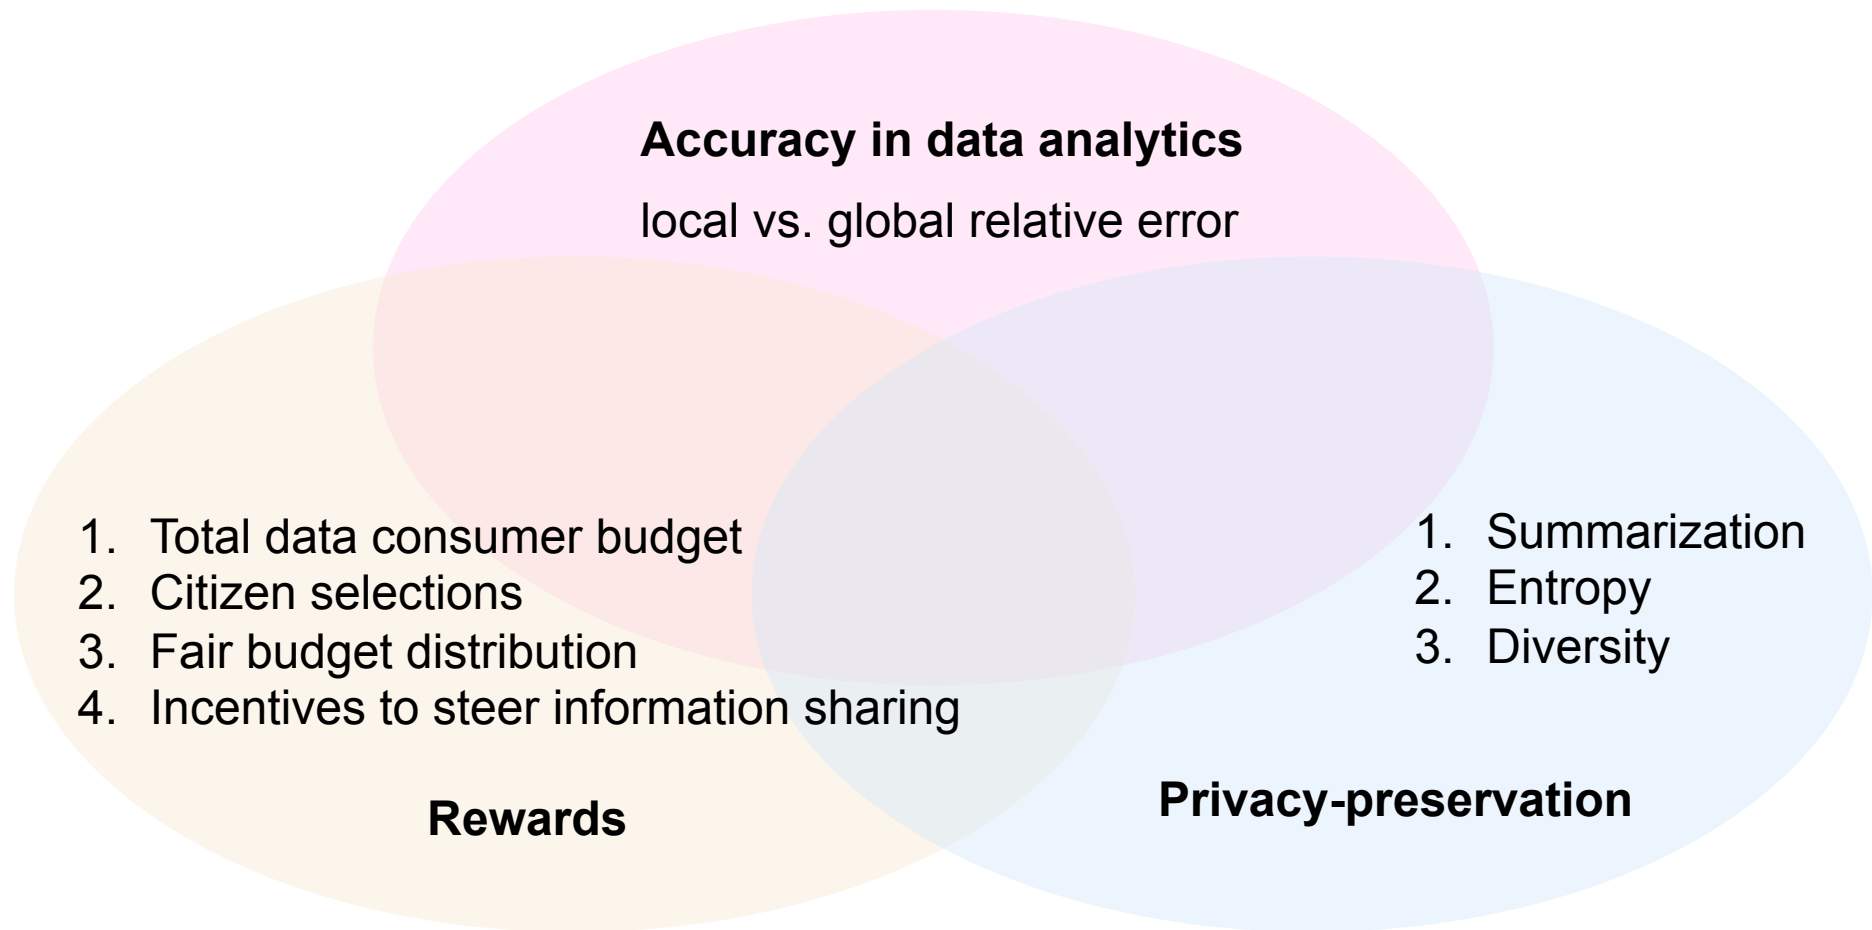 Accuracy in data analytics
local vs. global relative error
1. Total data consumer budget
2. Citizen selections
3. Fair budget distribution
4. Incentives to steer information sharing
Rewards
1. Summarization
2. Entropy
3. Diversity
Privacy-preservation